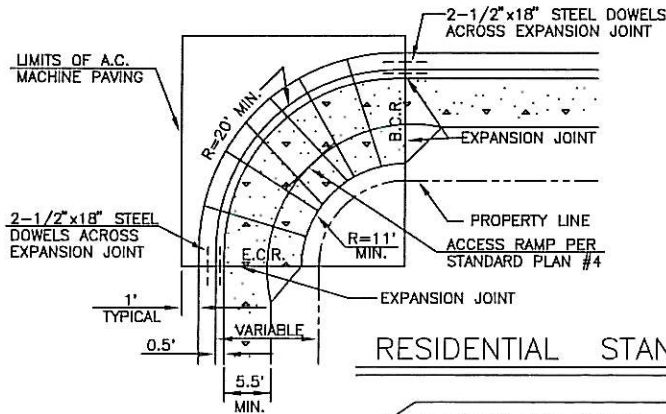 2-1/2"x18" STEEL DOWELS
ACROSS EXPANSION
JOINT
LIMITS OF A.C.
MACHINE PAVING
R=20' MIN.
B.C.R.
EXPANSION JOINT
2-1/2"x18" STEEL
DOWELS ACROSS
EXPANSION JOINT
PROPERTY LINE
R=11'
MIN.
ACCESS RAMP PER
STANDARD PLAN #4
E.C.R.
EXPANSION JOINT
1'
TYPICAL
VARIABLE
0.5'
5.5'
MIN.
RESIDENTIAL STAN